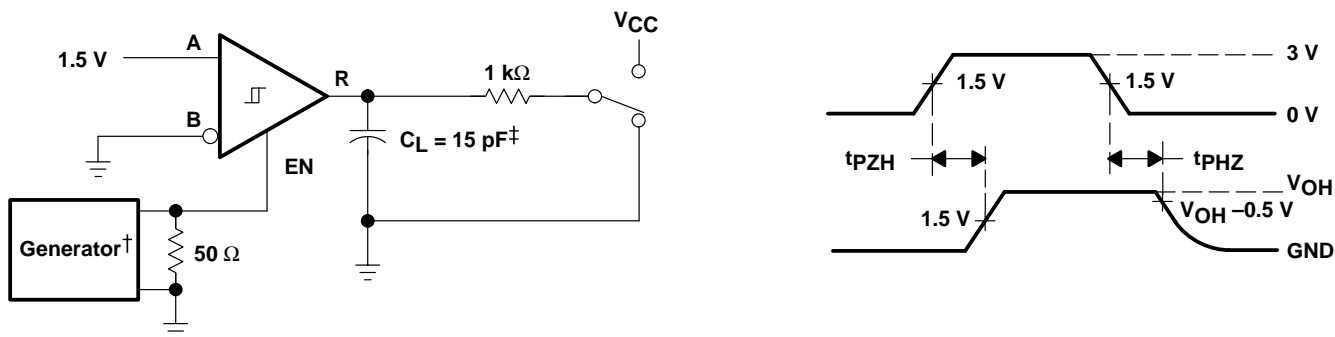 VCC
1.5 V
A
R
1 kΩ
B
CL = 15 pF‡
EN
Generator†
50 Ω
3 V
1.5 V
1.5 V
0 V
tPZH
tPHZ
VOH
1.5 V
VOH –0.5 V
GND